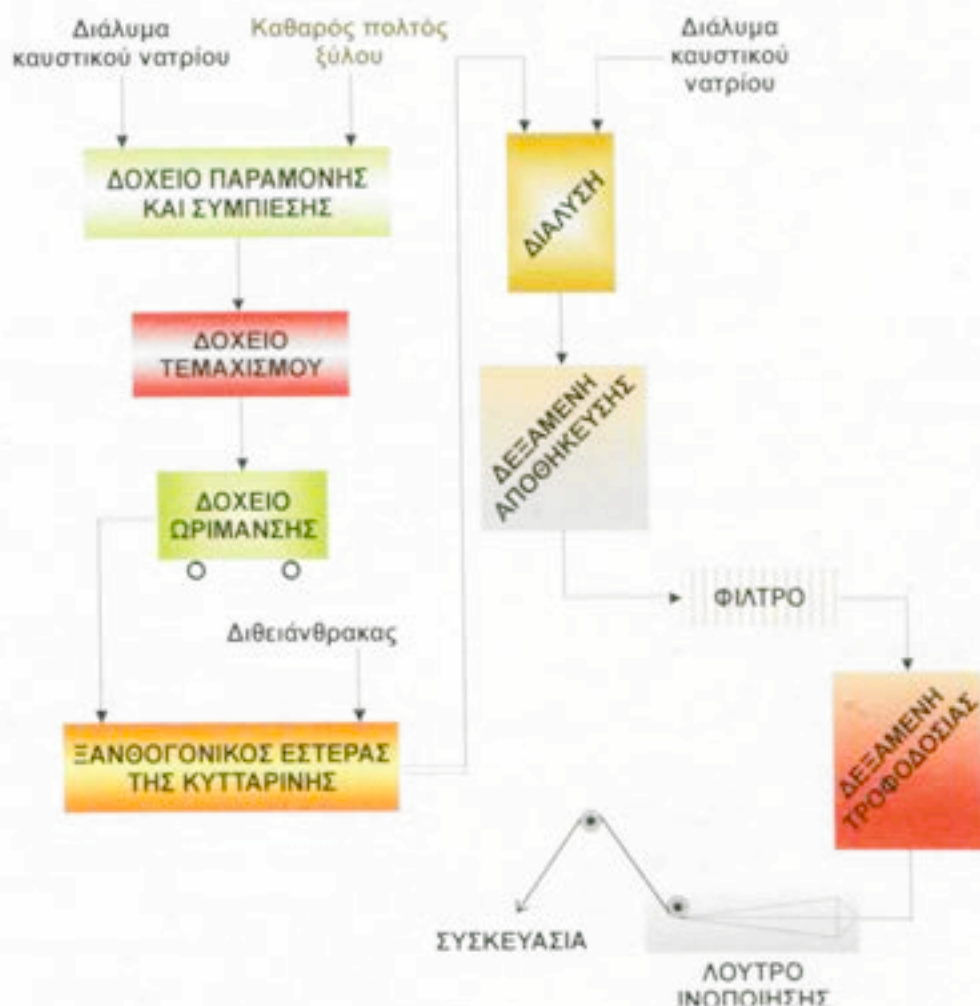 Διάλυμα
καυστικού νατρίου
Καθαρός πολτός
ξύλου
Διάλυμα
καυστικού
νατρίου
ΔΟΧΕΙΟ ΠΑΡΑΜΟΝΗΣ
ΚΑΙ ΣΥΜΠΙΕΣΗΣ
ΔΙΑΛΥΣΗ
ΔΟΧΕΙΟ
ΤΕΜΑΧΙΣΜΟΥ
ΔΕΞΑΜΕΝΗ
ΑΠΟΘΗΚΕΥΣΗΣ
ΔΟΧΕΙΟ
ΩΡΙΜΑΝΣΗΣ
ΦΙΛΤΡΟ
Διθειάνθρακας
ΞΑΝΘΟΓΟΝΙΚΟΣ ΕΣΤΕΡΑΣ
ΤΗΣ ΚΥΤΤΑΡΙΝΗΣ
ΔΕΞΑΜΕΝΗ
ΤΡΟΦΟΔΟΣΙΑΣ
ΣΥΣΚΕΥΑΣΙΑ
ΛΟΥΤΡΟ
ΙΝΟΠΟΙΗΣΗΣ